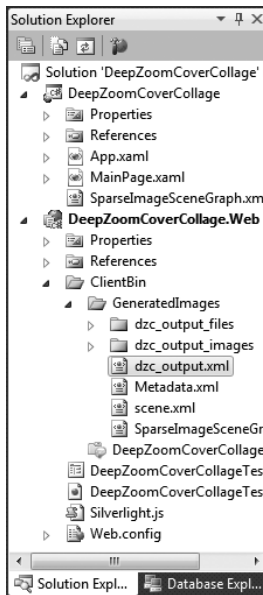 Solution Explorer
Solution 'DeepZoomCoverCollage'
DeepZoomCoverCollage
Properties
References
App.xaml
MainPage.xaml
SparseImageSceneGraph.xm
DeepZoomCoverCollage.Web
Properties
References
ClientBin
GeneratedImages
dzc_output_files
dzc_output_images
dzc_output.xml
Metadata.xml
scene.xml
SparseImageSceneGr
DeepZoomCoverCollage
DeepZoomCoverCollageTes
DeepZoomCoverCollageTes
Silverlight.js
Web.config
Solution Expl... Database Expl...